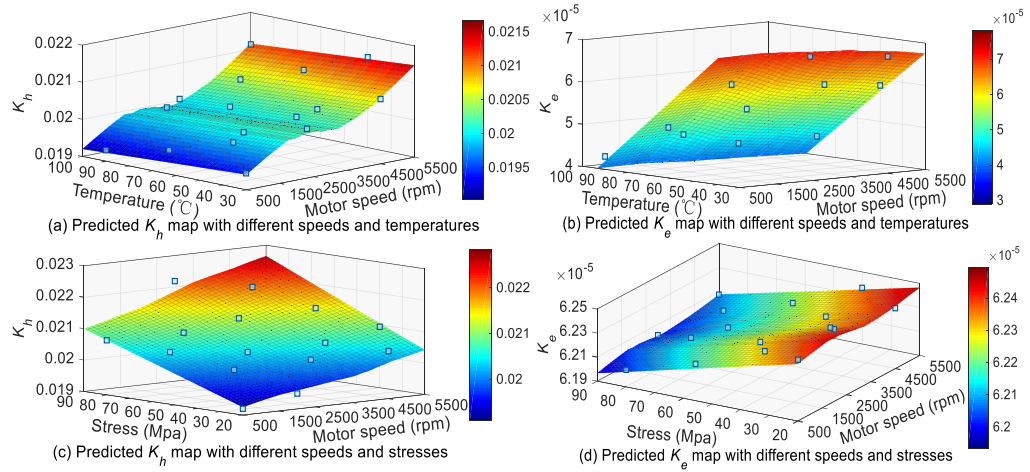 0.022
0.021
0.02
0.019
K_h
100 90 80 70 60 50 40 30
Temperature (℃)
500 1500 2500 3500 4500 5500
Motor speed (rpm)
0.0215
0.021
0.0205
0.02
0.0195
(a) Predicted K_h map with different speeds and temperatures
×10⁻⁵
7
6
5
4
K_e
100 90 80 70 60 50 40 30
Temperature (℃)
500 1500 2500 3500 4500 5500
Motor speed (rpm)
×10⁻⁵
7
6
5
4
3
(b) Predicted K_e map with different speeds and temperatures
0.023
0.022
0.021
0.02
0.019
K_h
90 80 70 60 50 40 30 20
Stress (Mpa)
500 1500 2500 3500 4500 5500
Motor speed (rpm)
0.022
0.021
0.02
(c) Predicted K_h map with different speeds and stresses
×10⁻⁵
6.25
6.23
6.21
6.19
K_e
90 80 70 60 50 40 30 20
Stress (Mpa)
500 1500 2500 3500 4500 5500
Motor speed (rpm)
×10⁻⁵
6.24
6.23
6.22
6.21
6.2
(d) Predicted K_e map with different speeds and stresses